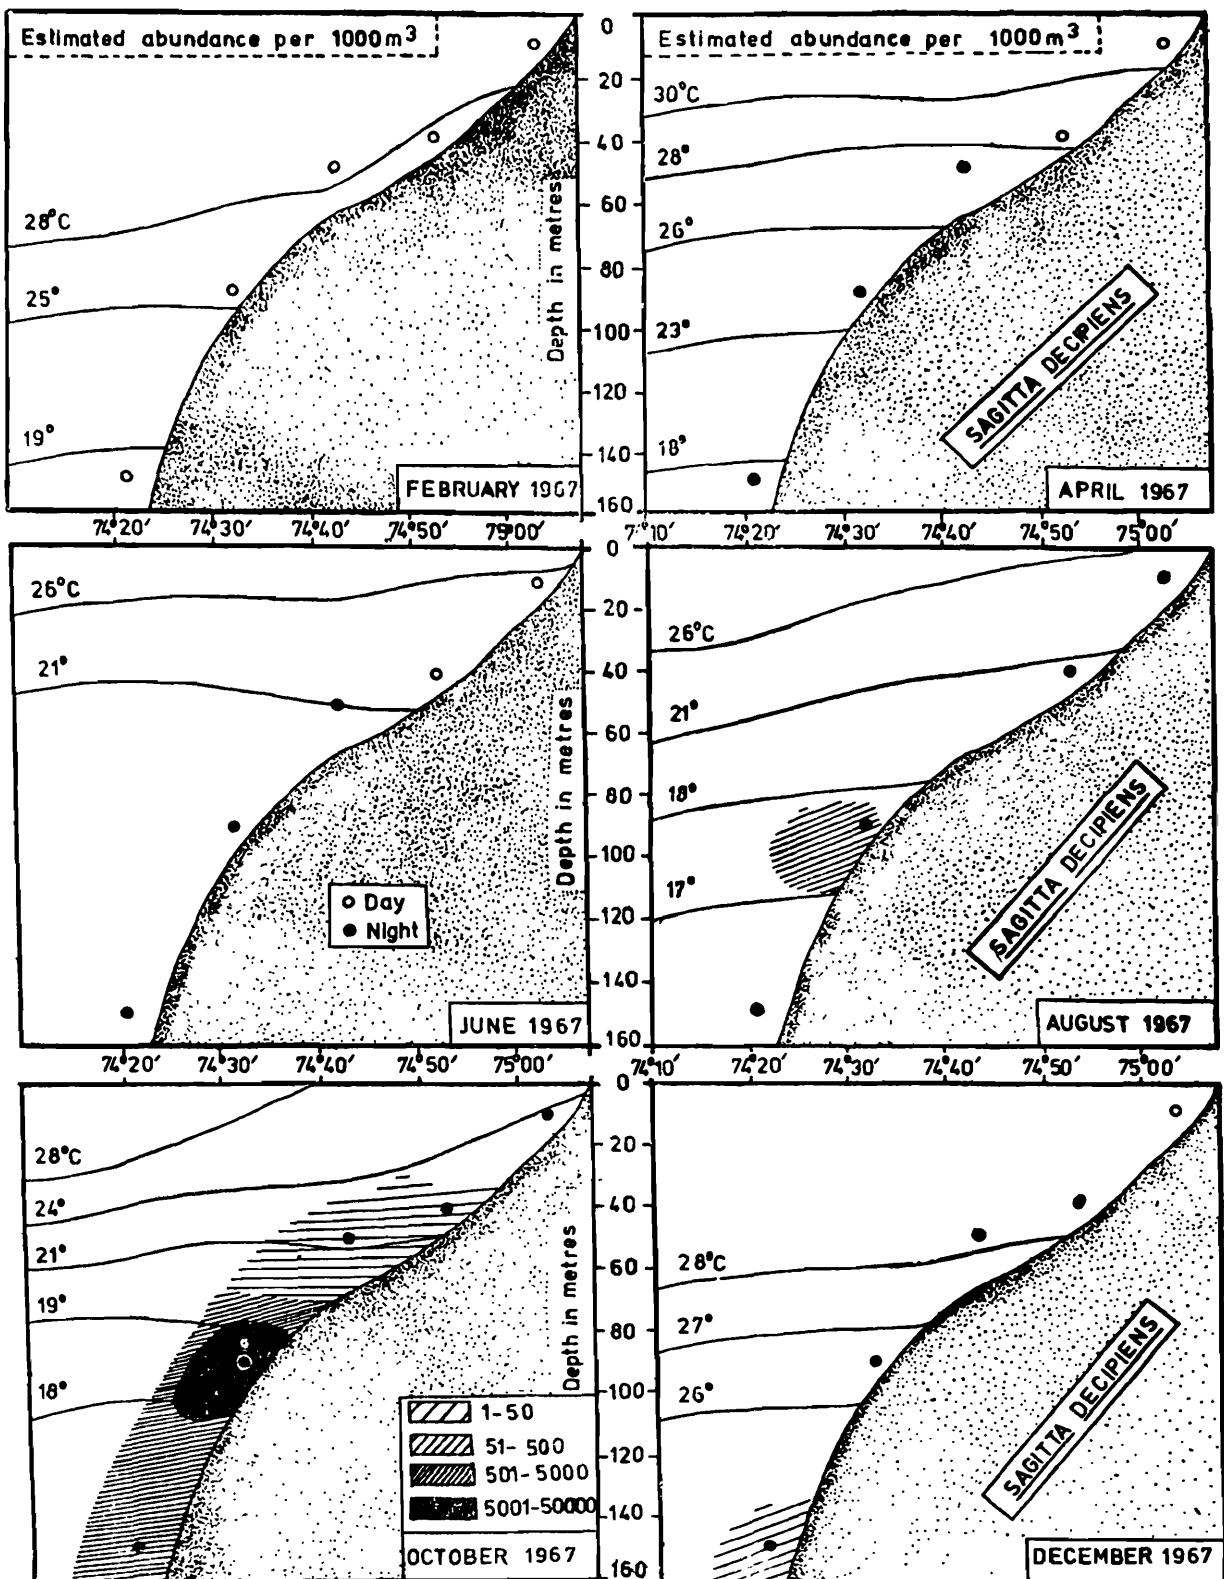 Estimated abundance per 1000m³
28°C
25°
19°
FEBRUARY 1967
74°20′ 74°30′ 74°40′ 74°50′ 75°00′
0
20
40
60
80
100
120
140
160
Depth in metres
Estimated abundance per 1000m³
30°C
28°
26°
23°
18°
SAGITTA DECIPIENS
APRIL 1967
74°20′ 74°30′ 74°40′ 74°50′ 75°00′
26°C
21°
Day
Night
JUNE 1967
74°20′ 74°30′ 74°40′ 74°50′ 75°00′
0
20
40
60
80
100
120
140
160
Depth in metres
26°C
21°
18°
17°
SAGITTA DECIPIENS
AUGUST 1967
74°10′ 74°20′ 74°30′ 74°40′ 74°50′ 75°00′
28°C
24°
21°
19°
18°
1-50
51-500
501-5000
5001-50000
OCTOBER 1967
0
20
40
60
80
100
120
140
160
Depth in metres
28°C
27°
26°
SAGITTA DECIPIENS
DECEMBER 1967